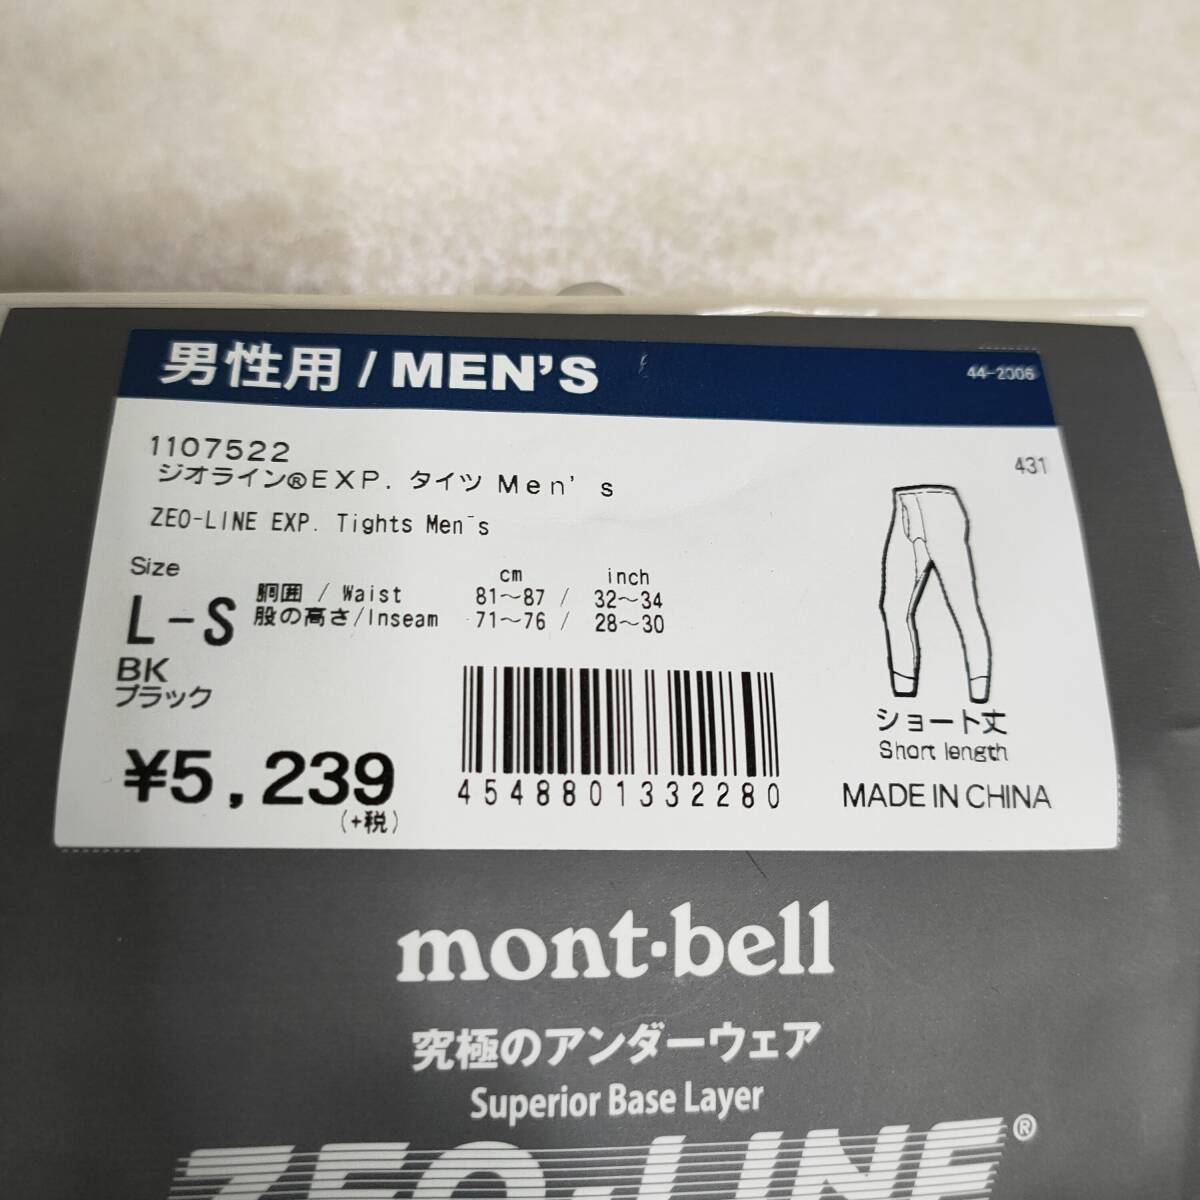 男性用 / MEN'S
44-2006
1107522
431
ジオライン®EXP. タイツ Men' s
ZEO-LINE EXP. Tights Men¯s
Size
L-S
cm inch
胴囲 / Waist 81〜87 / 32〜34
股の高さ/Inseam 71〜76 / 28〜30
BK
ブラック
¥5,239
(+税)
4548801332280
ショート丈
Short length
MADE IN CHINA
mont·bell
究極のアンダーウェア
Superior Base Layer
ZEO-LINE®